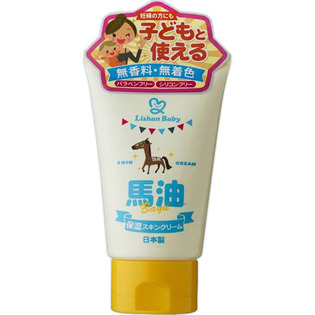 妊婦の方にも
子どもと
使える
無香料・無着色
パラベンフリー シリコンフリー
Lishan Baby
SKIN CREAM
馬油
Bayu
保湿スキンクリーム
日本製